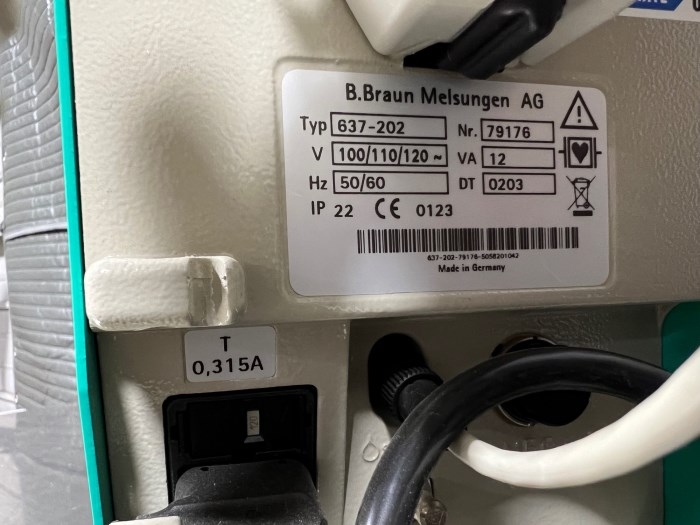 B.Braun Melsungen AG
Typ 637-202 Nr. 79176
V 100/110/120 ~ VA 12
Hz 50/60 DT 0203
IP 22 CE 0123
637-202-79176-5058201042
Made in Germany
T
0,315A